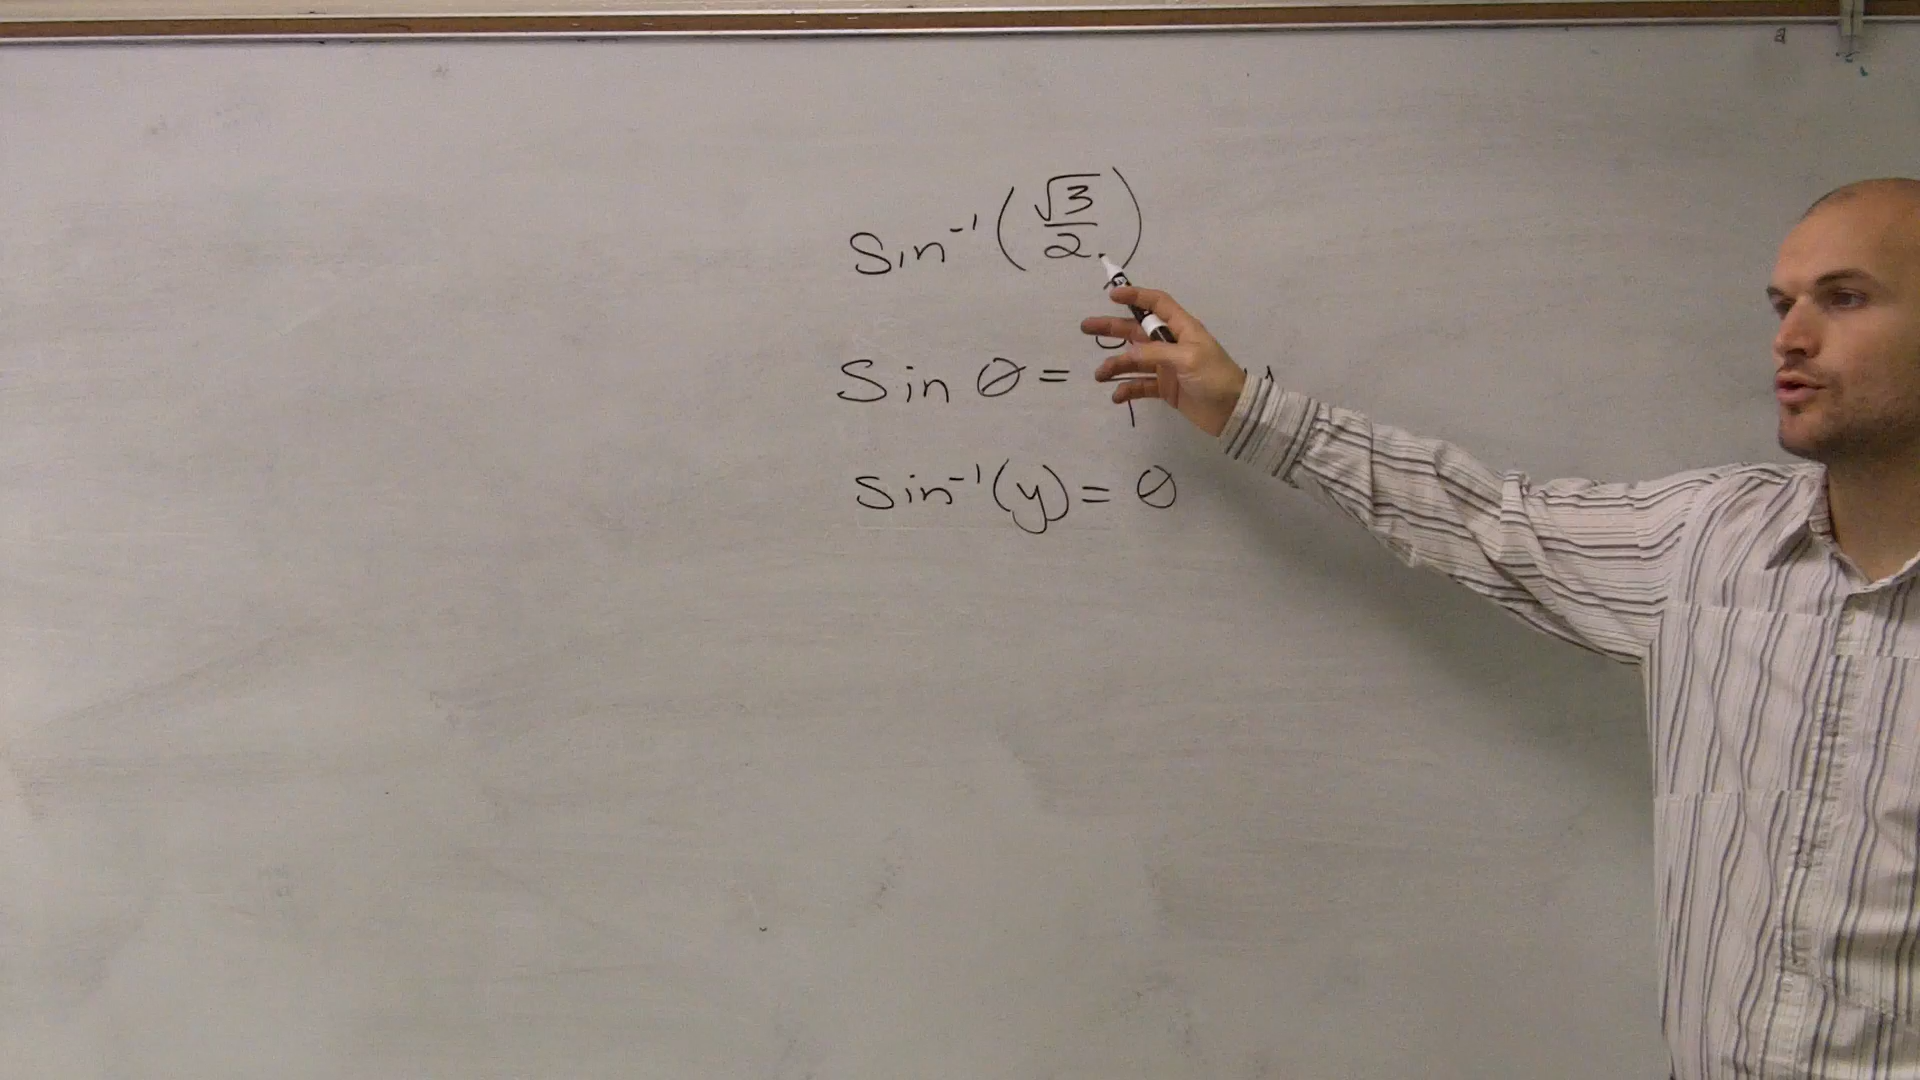 Sin⁻¹(√3/2)
Sin θ =
Sin⁻¹(y) = θ